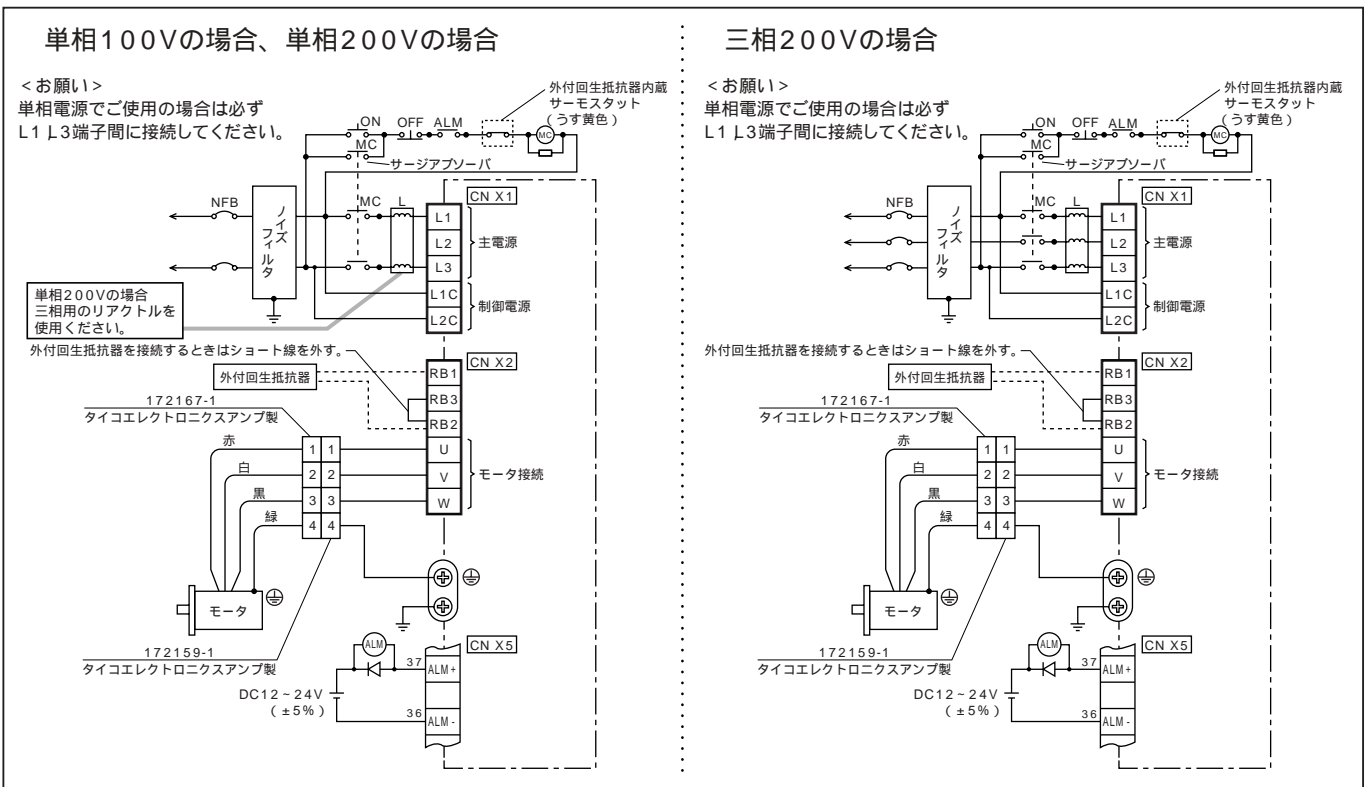 単相100Vの場合、単相200Vの場合
<お願い>
単相電源でご使用の場合は必ず
L1 L3端子間に接続してください。
外付回生抵抗器内蔵
サーモスタット
(うす黄色)
ON
OFF
ALM
MC
MC
サージアブソーバ
NFB
ノイズ
フィルタ
MC
L
CN X1
L1
L2
L3
主電源
L1C
L2C
制御電源
単相200Vの場合
三相用のリアクトルを
使用ください。
外付回生抵抗器を接続するときはショート線を外す。
外付回生抵抗器
CN X2
RB1
RB3
RB2
172167-1
タイコエレクトロニクスアンプ製
赤
1 1
U
白
2 2
V
モータ接続
黒
3 3
W
緑
4 4
モータ
172159-1
タイコエレクトロニクスアンプ製
CN X5
ALM
37
ALM+
DC12~24V
(±5%)
36
ALM-
三相200Vの場合
<お願い>
単相電源でご使用の場合は必ず
L1 L3端子間に接続してください。
外付回生抵抗器内蔵
サーモスタット
(うす黄色)
ON
OFF
ALM
MC
MC
サージアブソーバ
NFB
ノイズ
フィルタ
MC
L
CN X1
L1
L2
L3
主電源
L1C
L2C
制御電源
外付回生抵抗器を接続するときはショート線を外す。
外付回生抵抗器
CN X2
RB1
RB3
RB2
172167-1
タイコエレクトロニクスアンプ製
赤
1 1
U
白
2 2
V
モータ接続
黒
3 3
W
緑
4 4
モータ
172159-1
タイコエレクトロニクスアンプ製
CN X5
ALM
37
ALM+
DC12~24V
(±5%)
36
ALM-